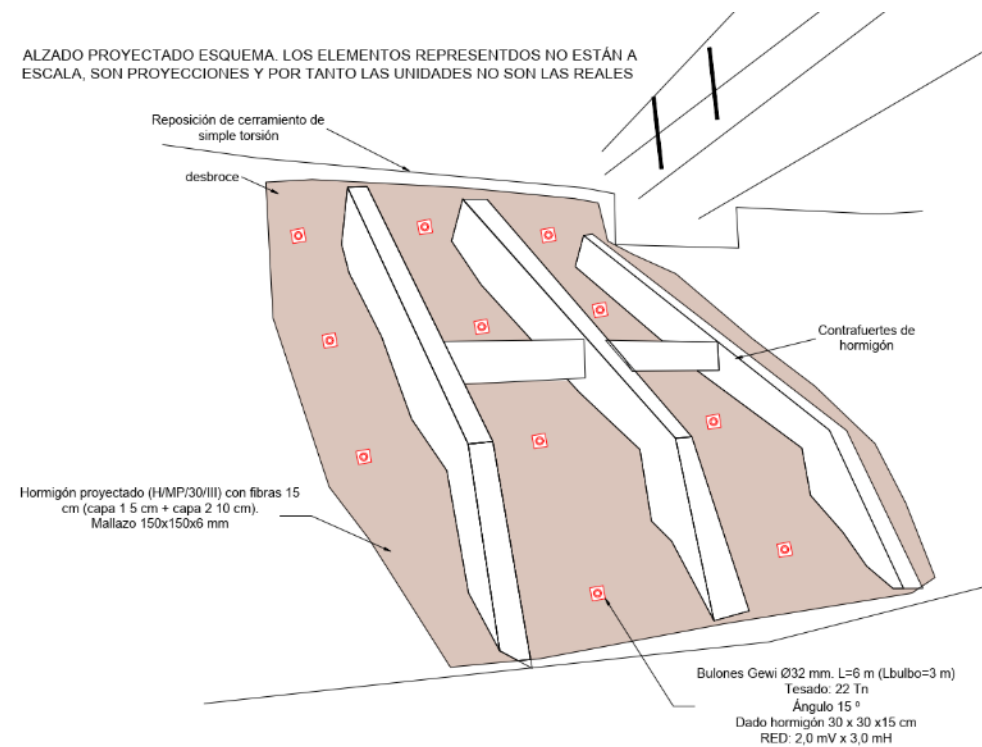 ALZADO PROYECTADO ESQUEMA. LOS ELEMENTOS REPRESENTDOS NO ESTÁN A
ESCALA, SON PROYECCIONES Y POR TANTO LAS UNIDADES NO SON LAS REALES
Reposición de cerramiento de
simple torsión
desbroce
Contrafuertes de
hormigón
Hormigón proyectado (H/MP/30/III) con fibras 15
cm (capa 1 5 cm + capa 2 10 cm).
Mallazo 150x150x6 mm
Bulones Gewi Ø32 mm. L=6 m (Lbulbo=3 m)
Tesado: 22 Tn
Ángulo 15 º
Dado hormigón 30 x 30 x15 cm
RED: 2,0 mV x 3,0 mH